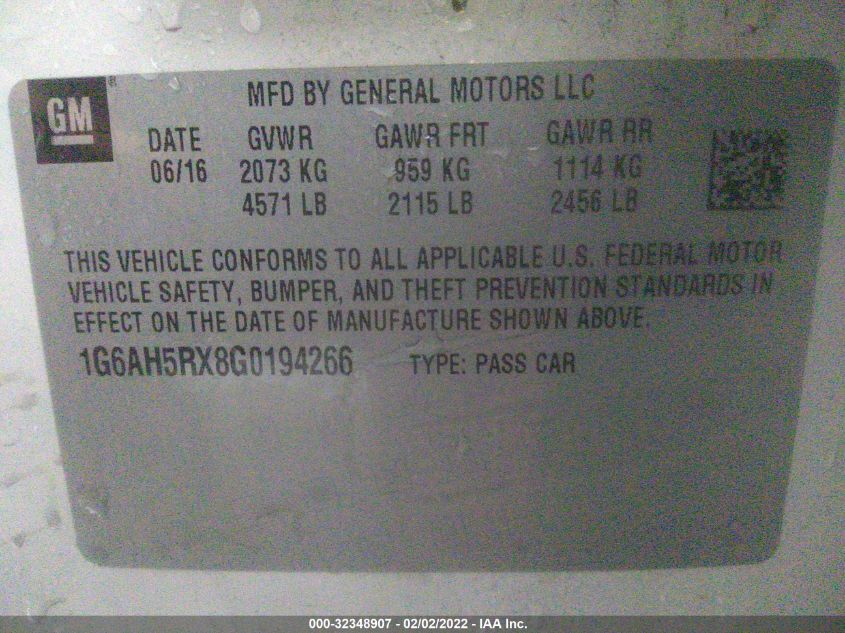 GM ®
MFD BY GENERAL MOTORS LLC
DATE GVWR GAWR FRT GAWR RR
06/16 2073 KG 959 KG 1114 KG
4571 LB 2115 LB 2456 LB
THIS VEHICLE CONFORMS TO ALL APPLICABLE U.S. FEDERAL MOTOR
VEHICLE SAFETY, BUMPER, AND THEFT PREVENTION STANDARDS IN
EFFECT ON THE DATE OF MANUFACTURE SHOWN ABOVE.
1G6AH5RX8G0194266 TYPE: PASS CAR
000-32348907 - 02/02/2022 - IAA Inc.